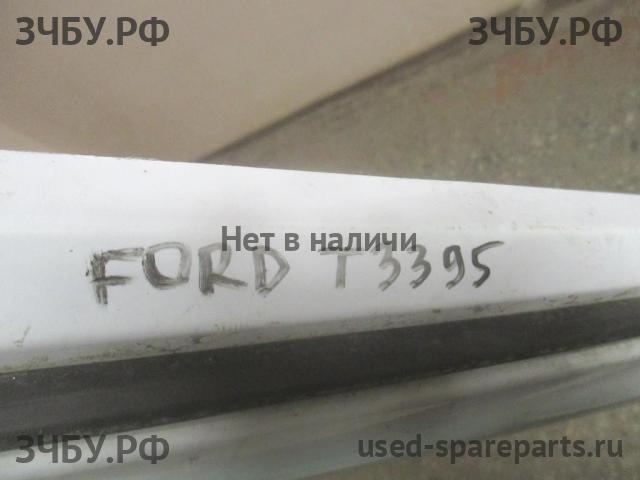 ЗЧБУ.РФ ЗЧБУ.РФ
Нет в наличи
FORD T3395
ЗЧБУ.РФ used-spareparts.ru